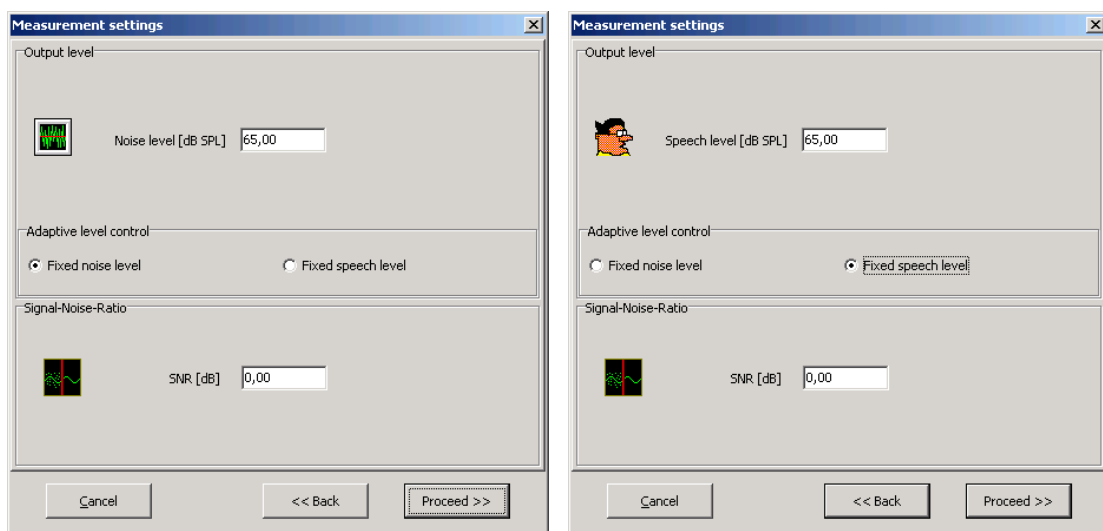 Measurement settings
Output level
Noise level [dB SPL] 65,00
Adaptive level control
Fixed noise level Fixed speech level
Signal-Noise-Ratio
SNR [dB] 0,00
Cancel << Back Proceed >>
Measurement settings
Output level
Speech level [dB SPL] 65,00
Adaptive level control
Fixed noise level Fixed speech level
Signal-Noise-Ratio
SNR [dB] 0,00
Cancel << Back Proceed >>